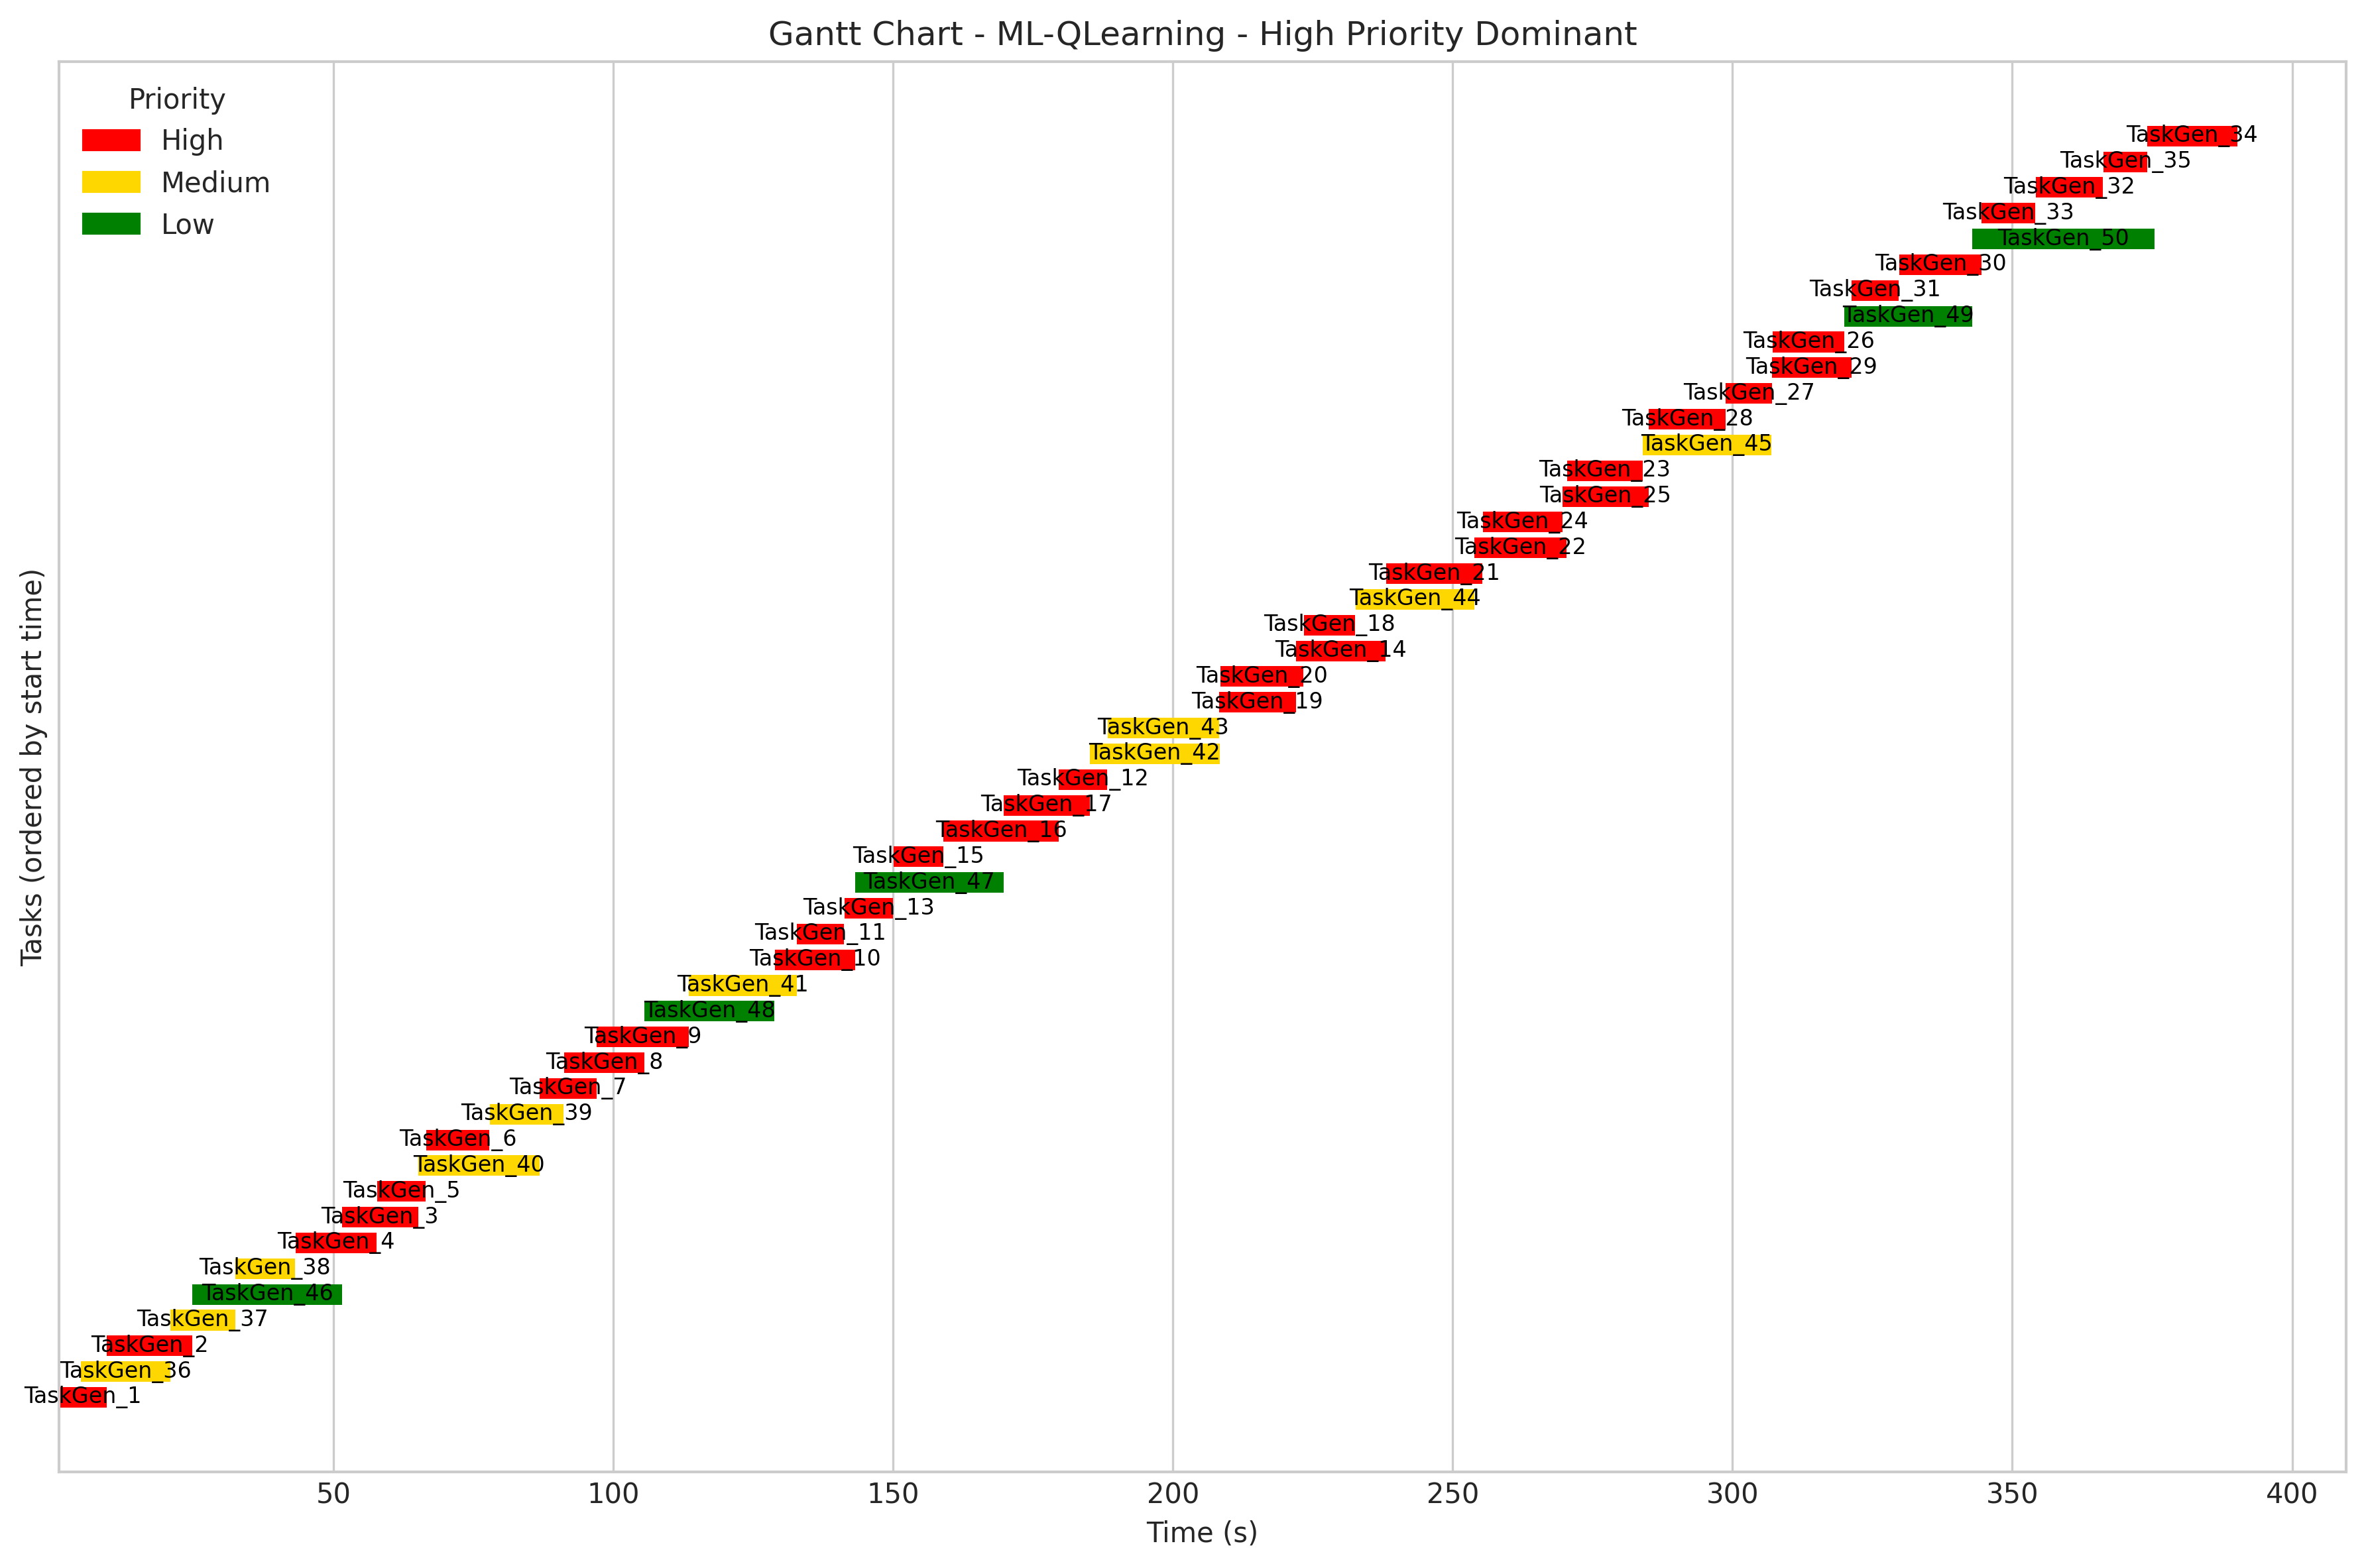 Gantt Chart - ML-QLearning - High Priority Dominant
Priority
High
Medium
Low
TaskGen_34
TaskGen_35
TaskGen_32
TaskGen_33
TaskGen_50
TaskGen_30
TaskGen_31
TaskGen_49
TaskGen_26
TaskGen_29
TaskGen_27
TaskGen_28
TaskGen_45
TaskGen_23
TaskGen_25
TaskGen_24
TaskGen_22
TaskGen_21
TaskGen_44
TaskGen_18
TaskGen_14
TaskGen_20
TaskGen_19
TaskGen_43
TaskGen_42
TaskGen_12
TaskGen_17
TaskGen_16
TaskGen_15
TaskGen_47
TaskGen_13
TaskGen_11
TaskGen_10
TaskGen_41
TaskGen_48
TaskGen_9
TaskGen_8
TaskGen_7
TaskGen_39
TaskGen_6
TaskGen_40
TaskGen_5
TaskGen_3
TaskGen_4
TaskGen_38
TaskGen_46
TaskGen_37
TaskGen_2
TaskGen_36
TaskGen_1
Tasks (ordered by start time)
50 100 150 200 250 300 350 400
Time (s)